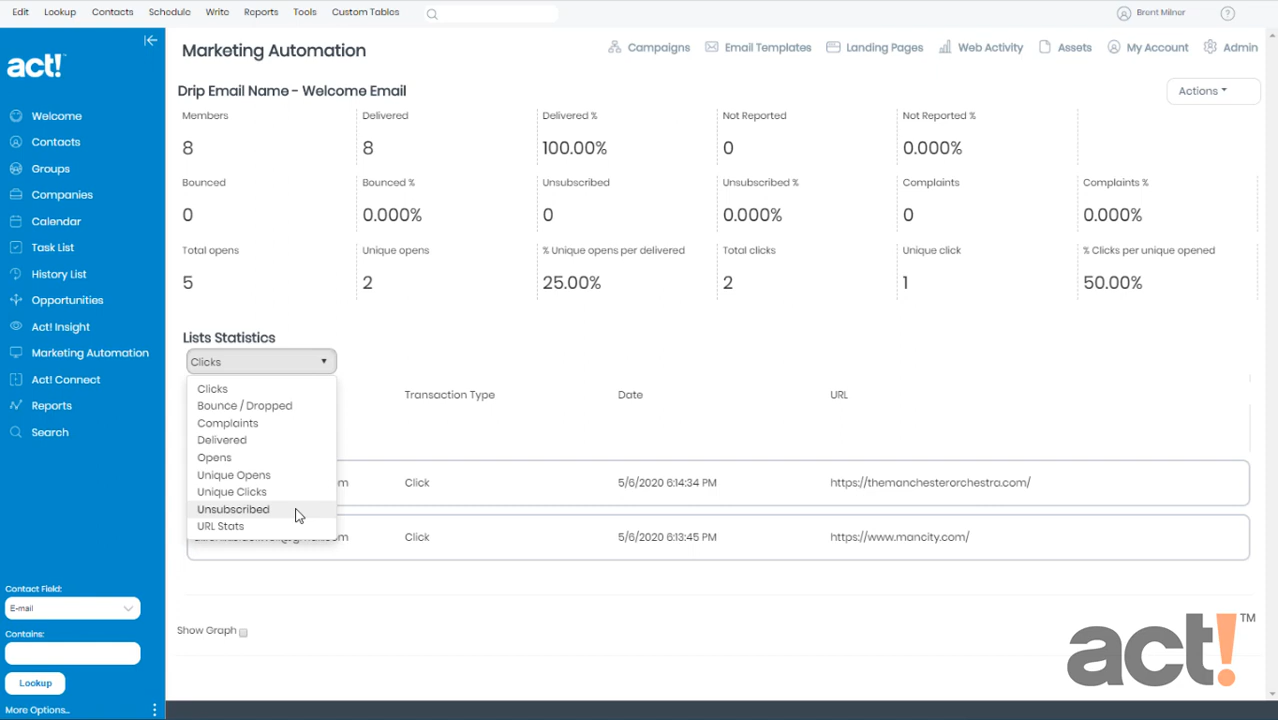 Edit Lookup Contacts Schedule Write Reports Tools Custom Tables Brent Milner ?
act!
Marketing Automation
Campaigns Email Templates Landing Pages Web Activity Assets My Account Admin
Drip Email Name - Welcome Email
Actions
Welcome
Contacts
Groups
Companies
Calendar
Task List
History List
Opportunities
Act! Insight
Marketing Automation
Act! Connect
Reports
Search
Members Delivered Delivered % Not Reported Not Reported %
8 8 100.00% 0 0.000%
Bounced Bounced % Unsubscribed Unsubscribed % Complaints Complaints %
0 0.000% 0 0.000% 0 0.000%
Total opens Unique opens % Unique opens per delivered Total clicks Unique click % Clicks per unique opened
5 2 25.00% 2 1 50.00%
Lists Statistics
Clicks
Clicks
Bounce / Dropped
Complaints
Delivered
Opens
Unique Opens
Unique Clicks
Unsubscribed
URL Stats
Transaction Type Date URL
Click 5/6/2020 6:14:34 PM https://themanchesterorchestra.com/
Click 5/6/2020 6:13:45 PM https://www.mancity.com/
Show Graph
Contact Field:
E-mail
Contains:
Lookup
More Options...
act!™